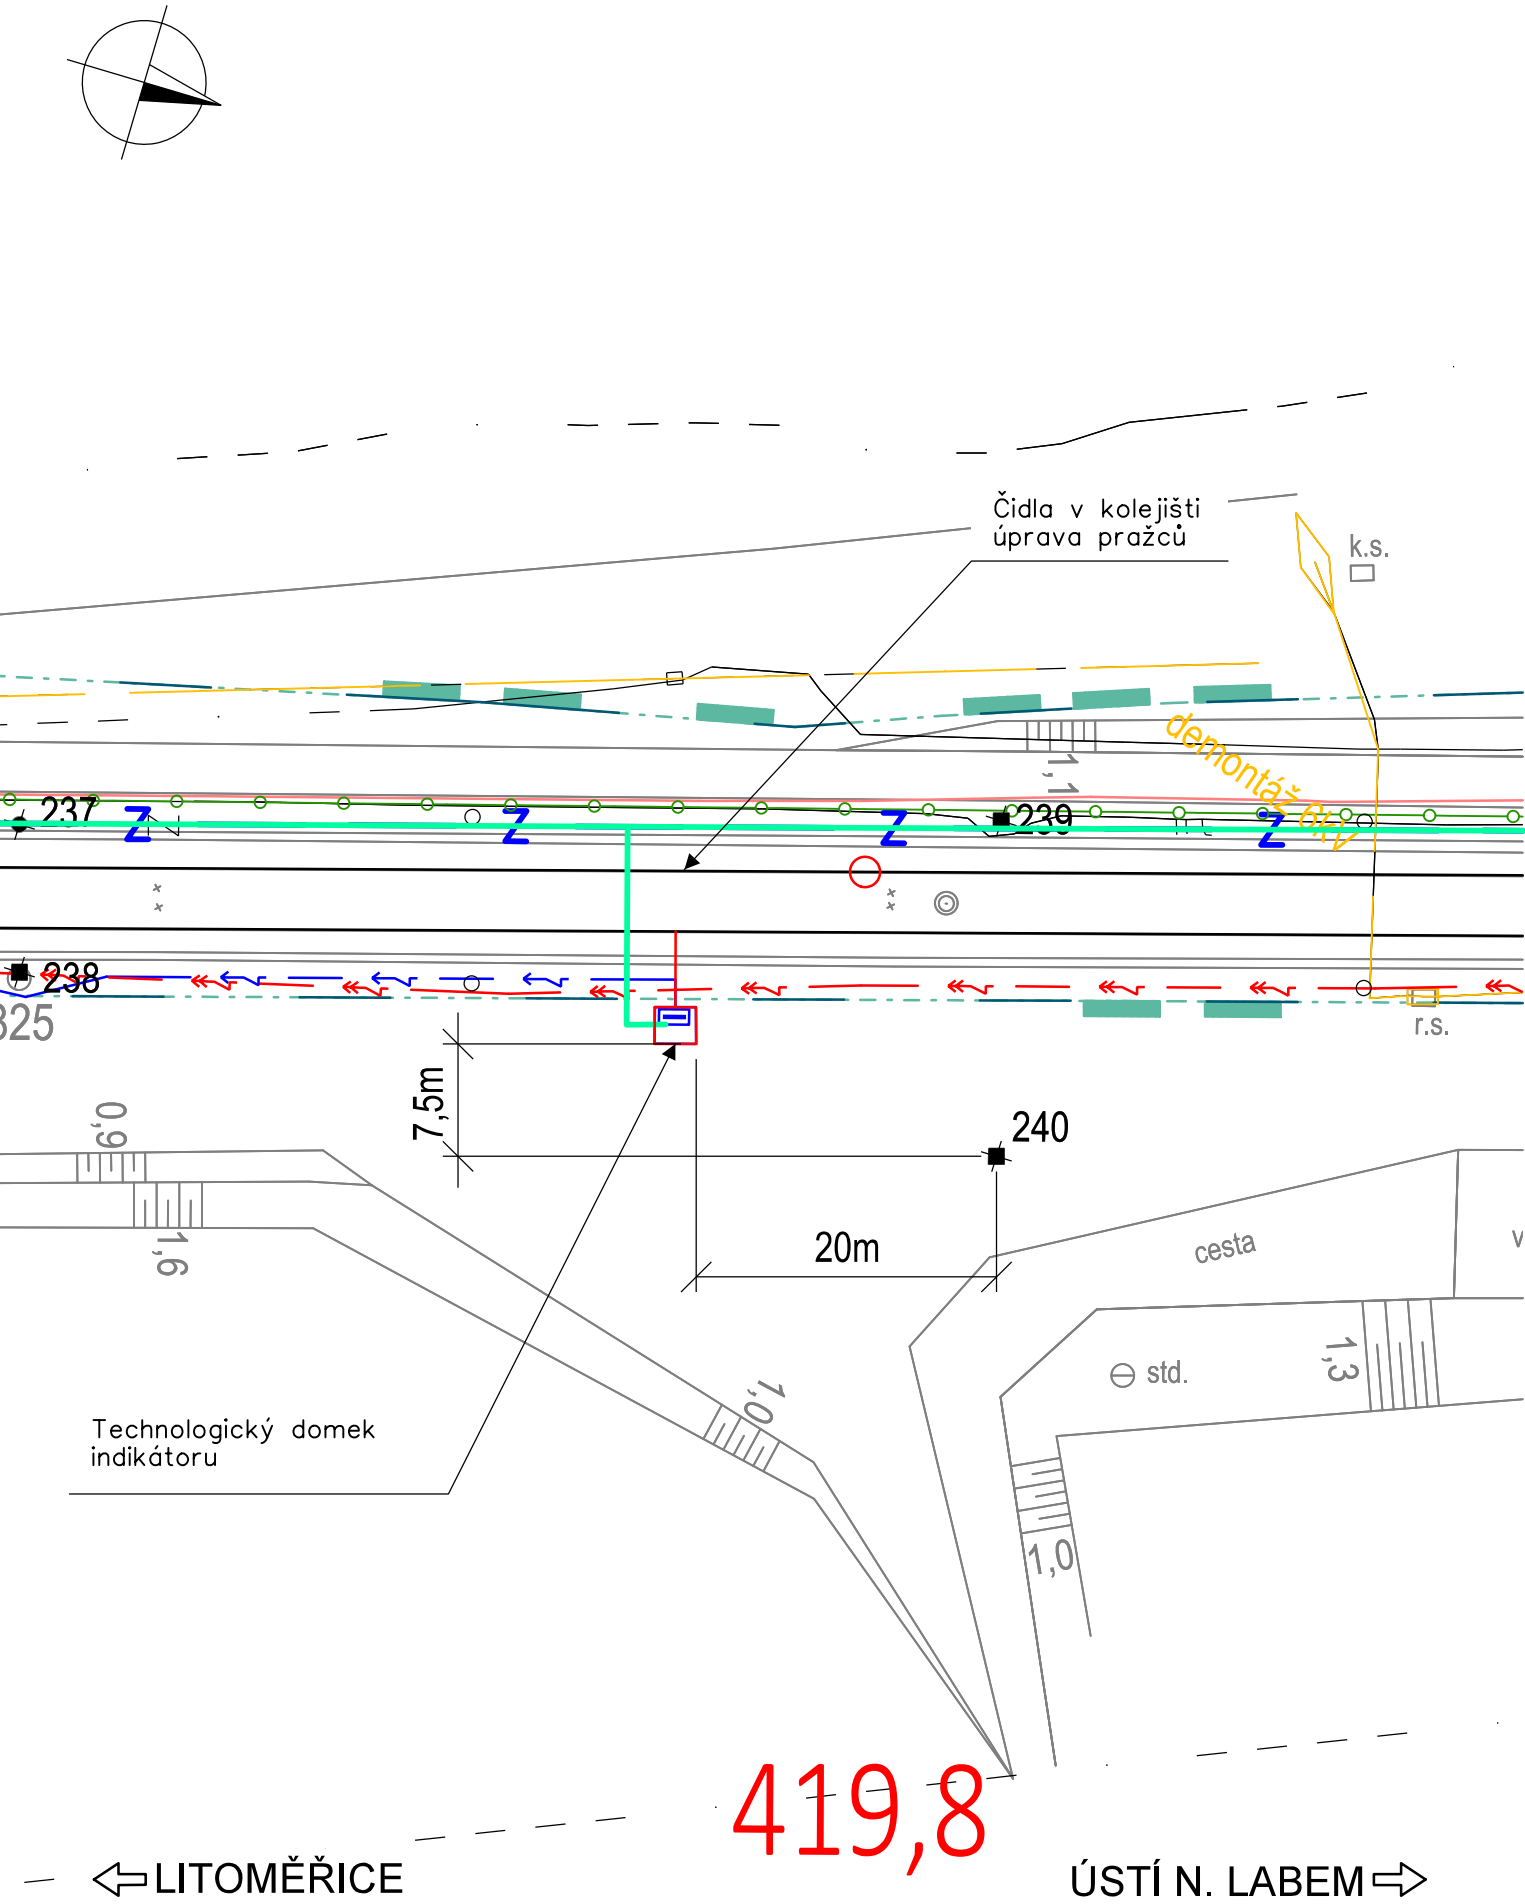 Čidla v kolejišti
úprava pražců
k.s.
demontáž 6kV
1,1
237
Z
Z
Z
Z
239
238
325
r.s.
7,5m
240
0,9
1,6
20m
cesta
1,3
std.
1,0
Technologický domek
indikátoru
1,0
419,8
LITOMĚŘICE
ÚSTÍ N. LABEM